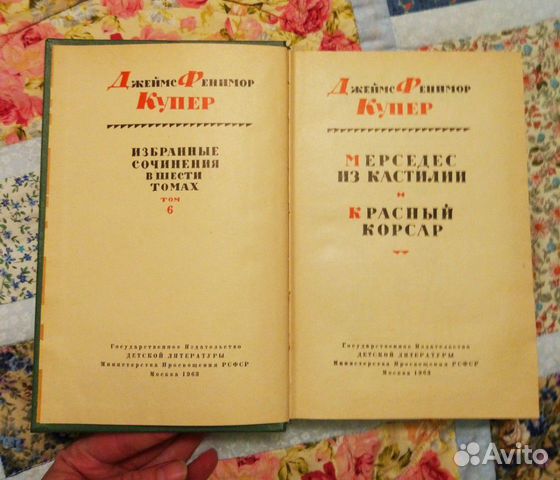 Джеймс Фенимор
Купер
ИЗБРАННЫЕ
СОЧИНЕНИЯ
В ШЕСТИ
ТОМАХ
ТОМ
6
Государственное Издательство
ДЕТСКОЙ ЛИТЕРАТУРЫ
Министерства Просвещения РСФСР
Москва 1963
Джеймс Фенимор
Купер
МЕРСЕДЕС
ИЗ КАСТИЛИИ
И
КРАСНЫЙ
КОРСАР
Государственное Издательство
ДЕТСКОЙ ЛИТЕРАТУРЫ
Министерства Просвещения РСФСР
Москва 1963
Avito